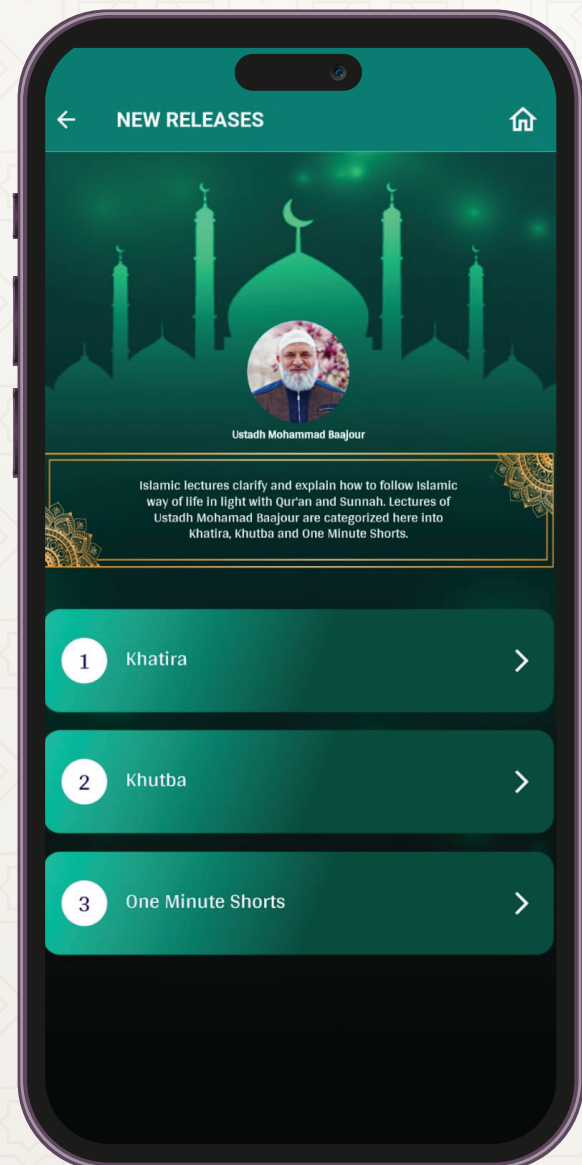 NEW RELEASES
Ustadh Mohammad Baajour
Islamic lectures clarify and explain how to follow Islamic
way of life in light with Qur'an and Sunnah. Lectures of
Ustadh Mohamad Baajour are categorized here into
Khatira, Khutba and One Minute Shorts.
1 Khatira
2 Khutba
3 One Minute Shorts